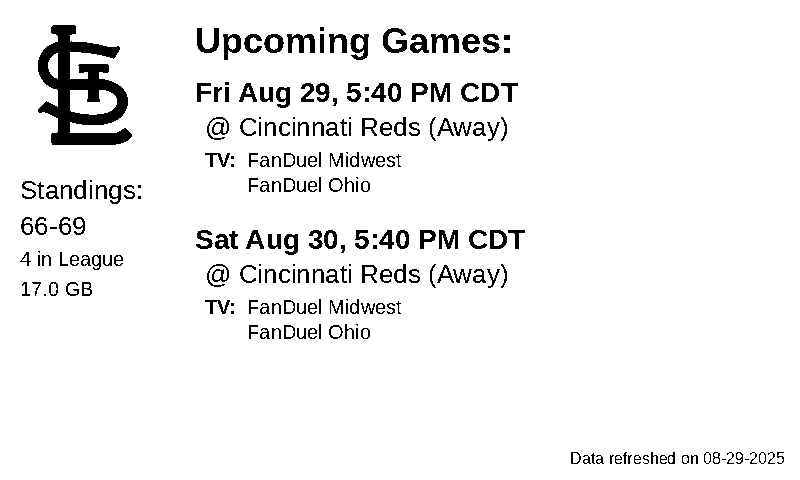 STL
Standings:
66-69
4 in League
17.0 GB
Upcoming Games:
Fri Aug 29, 5:40 PM CDT
@ Cincinnati Reds (Away)
TV: FanDuel Midwest
FanDuel Ohio
Sat Aug 30, 5:40 PM CDT
@ Cincinnati Reds (Away)
TV: FanDuel Midwest
FanDuel Ohio
Data refreshed on 08-29-2025